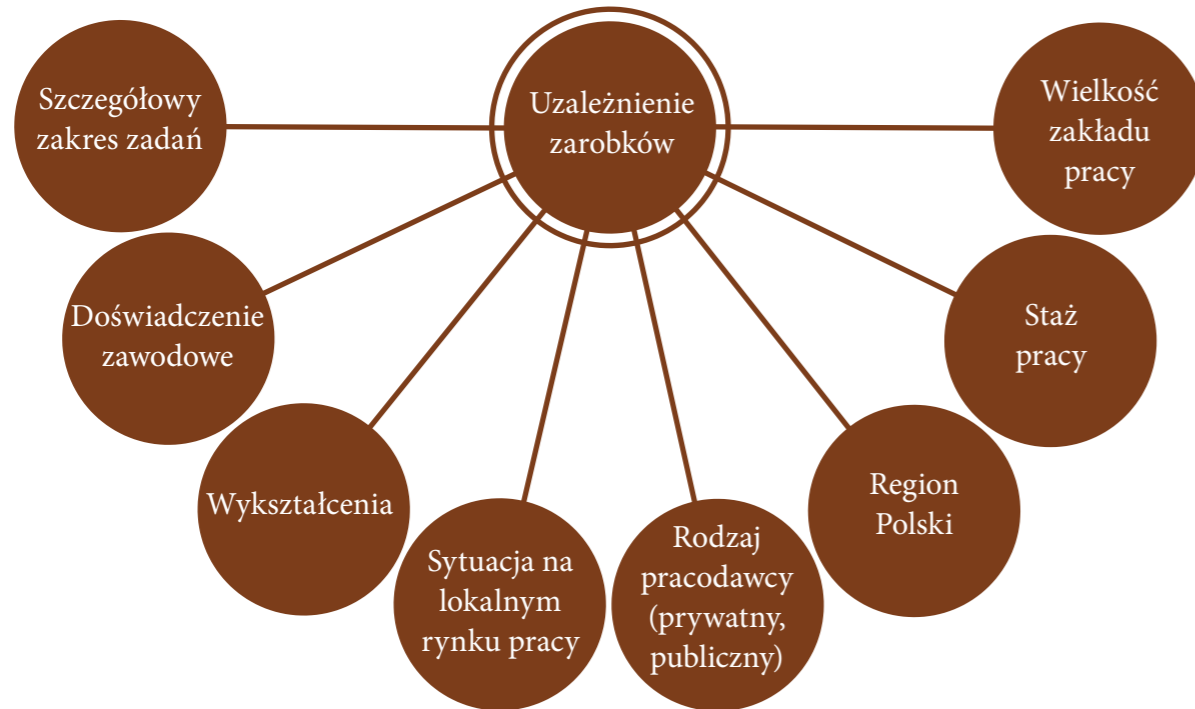 Uzależnienie
zarobków
Szczegółowy
zakres zadań
Doświadczenie
zawodowe
Wykształcenia
Sytuacja na
lokalnym
rynku pracy
Rodzaj
pracodawcy
(prywatny,
publiczny)
Region
Polski
Staż
pracy
Wielkość
zakładu
pracy